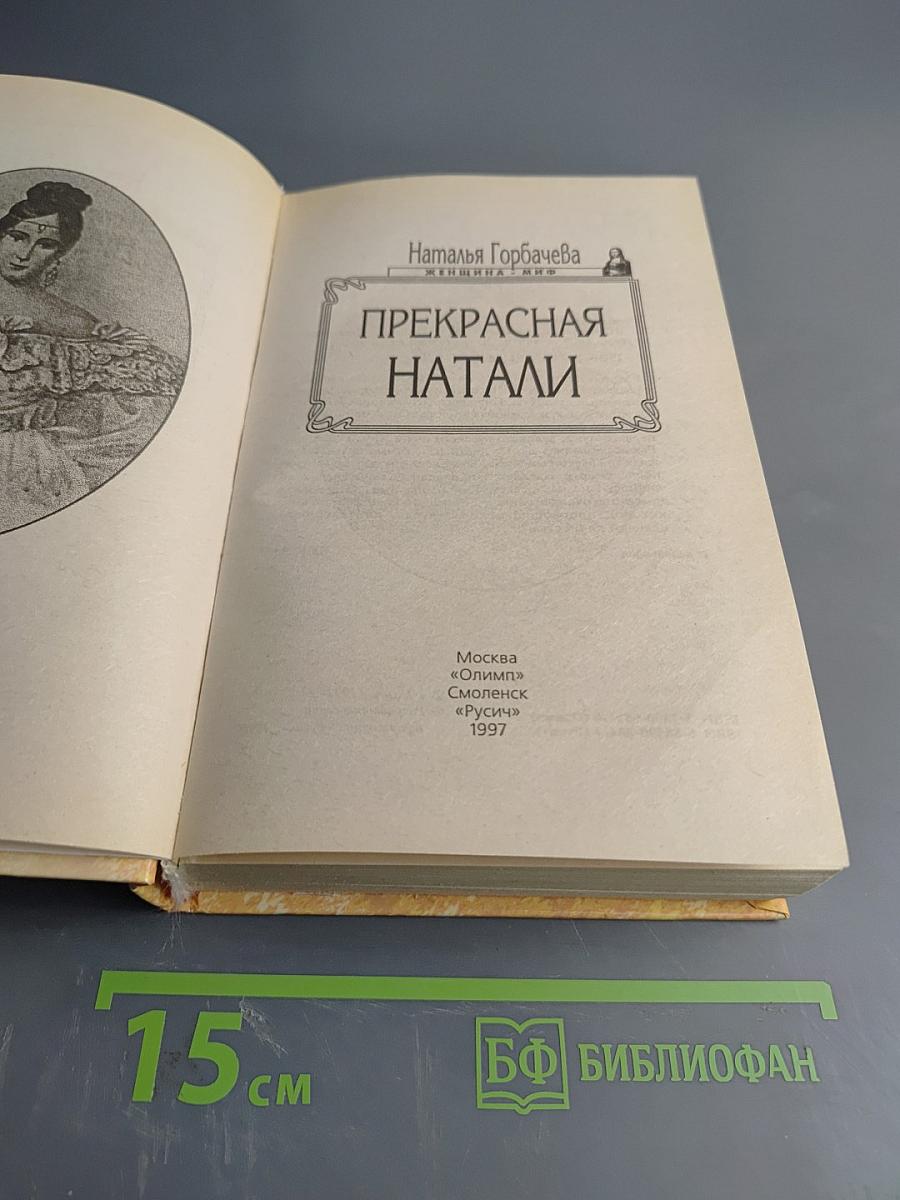 Наталья Горбачева
ЖЕНЩИНА - МИФ
ПРЕКРАСНАЯ
НАТАЛИ
Москва
«Олимп»
Смоленск
«Русич»
1997
15 см
БФ БИБЛИОФАН